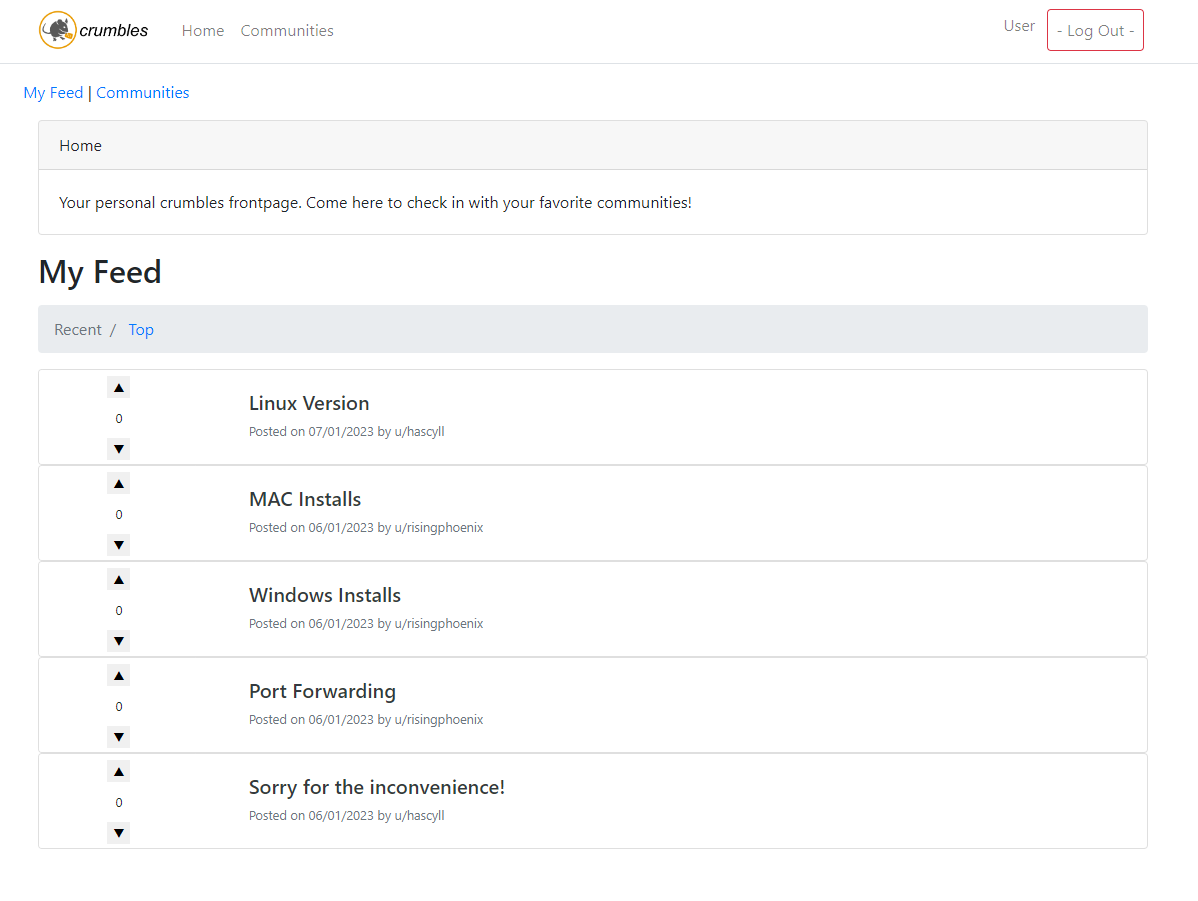 crumbles Home Communities User - Log Out -
My Feed | Communities
Home
Your personal crumbles frontpage. Come here to check in with your favorite communities!
My Feed
Recent / Top
▲
0
▼
Linux Version
Posted on 07/01/2023 by u/hascyll
▲
0
▼
MAC Installs
Posted on 06/01/2023 by u/risingphoenix
▲
0
▼
Windows Installs
Posted on 06/01/2023 by u/risingphoenix
▲
0
▼
Port Forwarding
Posted on 06/01/2023 by u/risingphoenix
▲
0
▼
Sorry for the inconvenience!
Posted on 06/01/2023 by u/hascyll